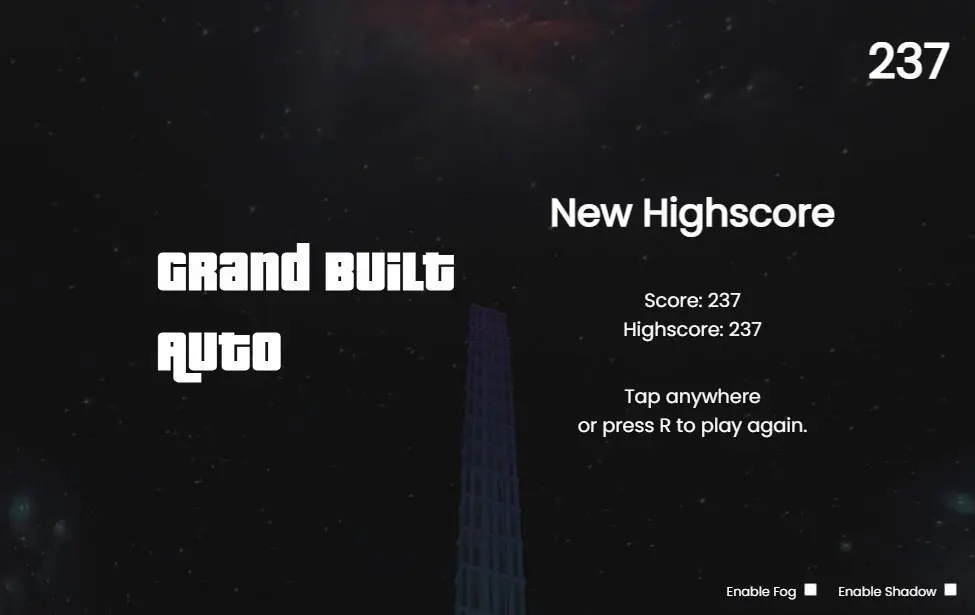 237
New Highscore
Grand Built
Auto
Score: 237
Highscore: 237
Tap anywhere
or press R to play again.
Enable Fog
Enable Shadow